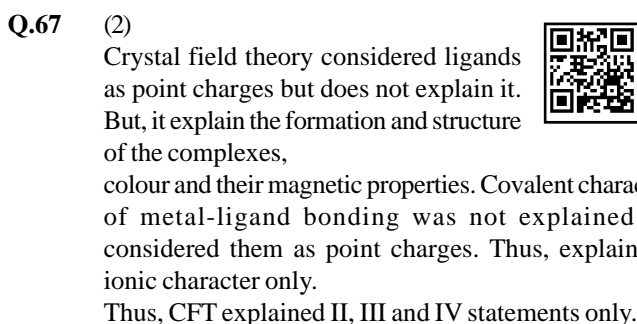 Q.67 (2)
Crystal field theory considered ligands
as point charges but does not explain it.
But, it explain the formation and structure
of the complexes,
colour and their magnetic properties. Covalent charac
of metal-ligand bonding was not explained
considered them as point charges. Thus, explain
ionic character only.
Thus, CFT explained II, III and IV statements only.